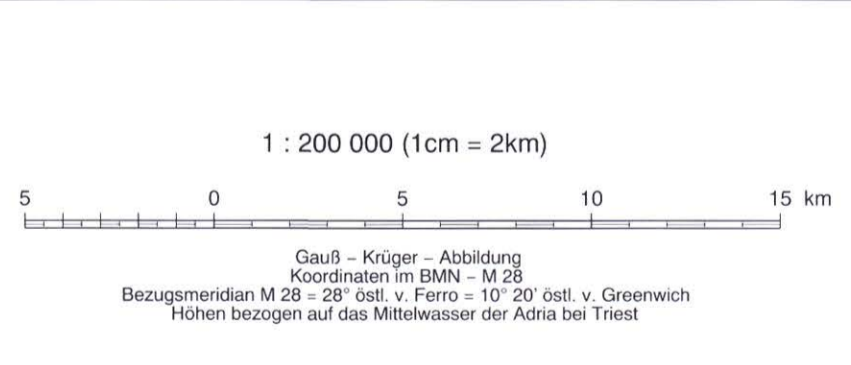 1 : 200 000 (1cm = 2km)
5 0 5 10 15 km
Gauß – Krüger – Abbildung
Koordinaten im BMN – M 28
Bezugsmeridian M 28 = 28° östl. v. Ferro = 10° 20' östl. v. Greenwich
Höhen bezogen auf das Mittelwasser der Adria bei Triest